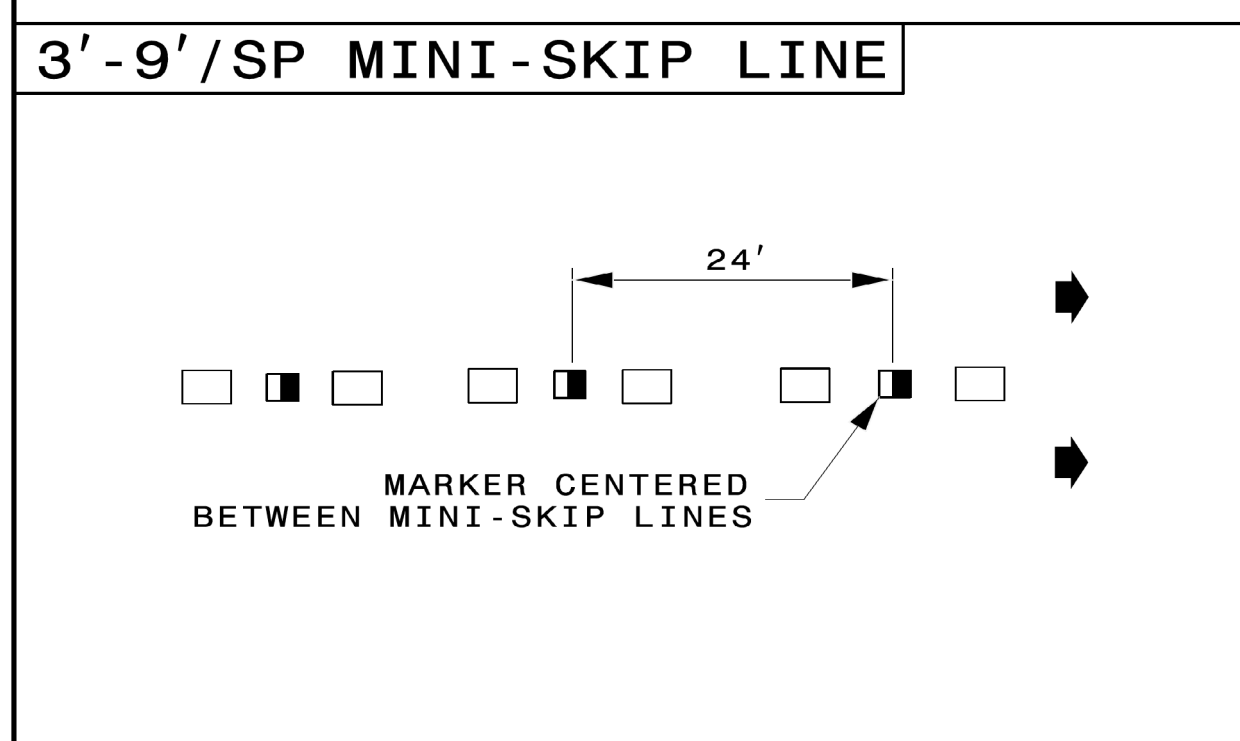 3'-9'/SP MINI-SKIP LINE
24'
MARKER CENTERED
BETWEEN MINI-SKIP LINES